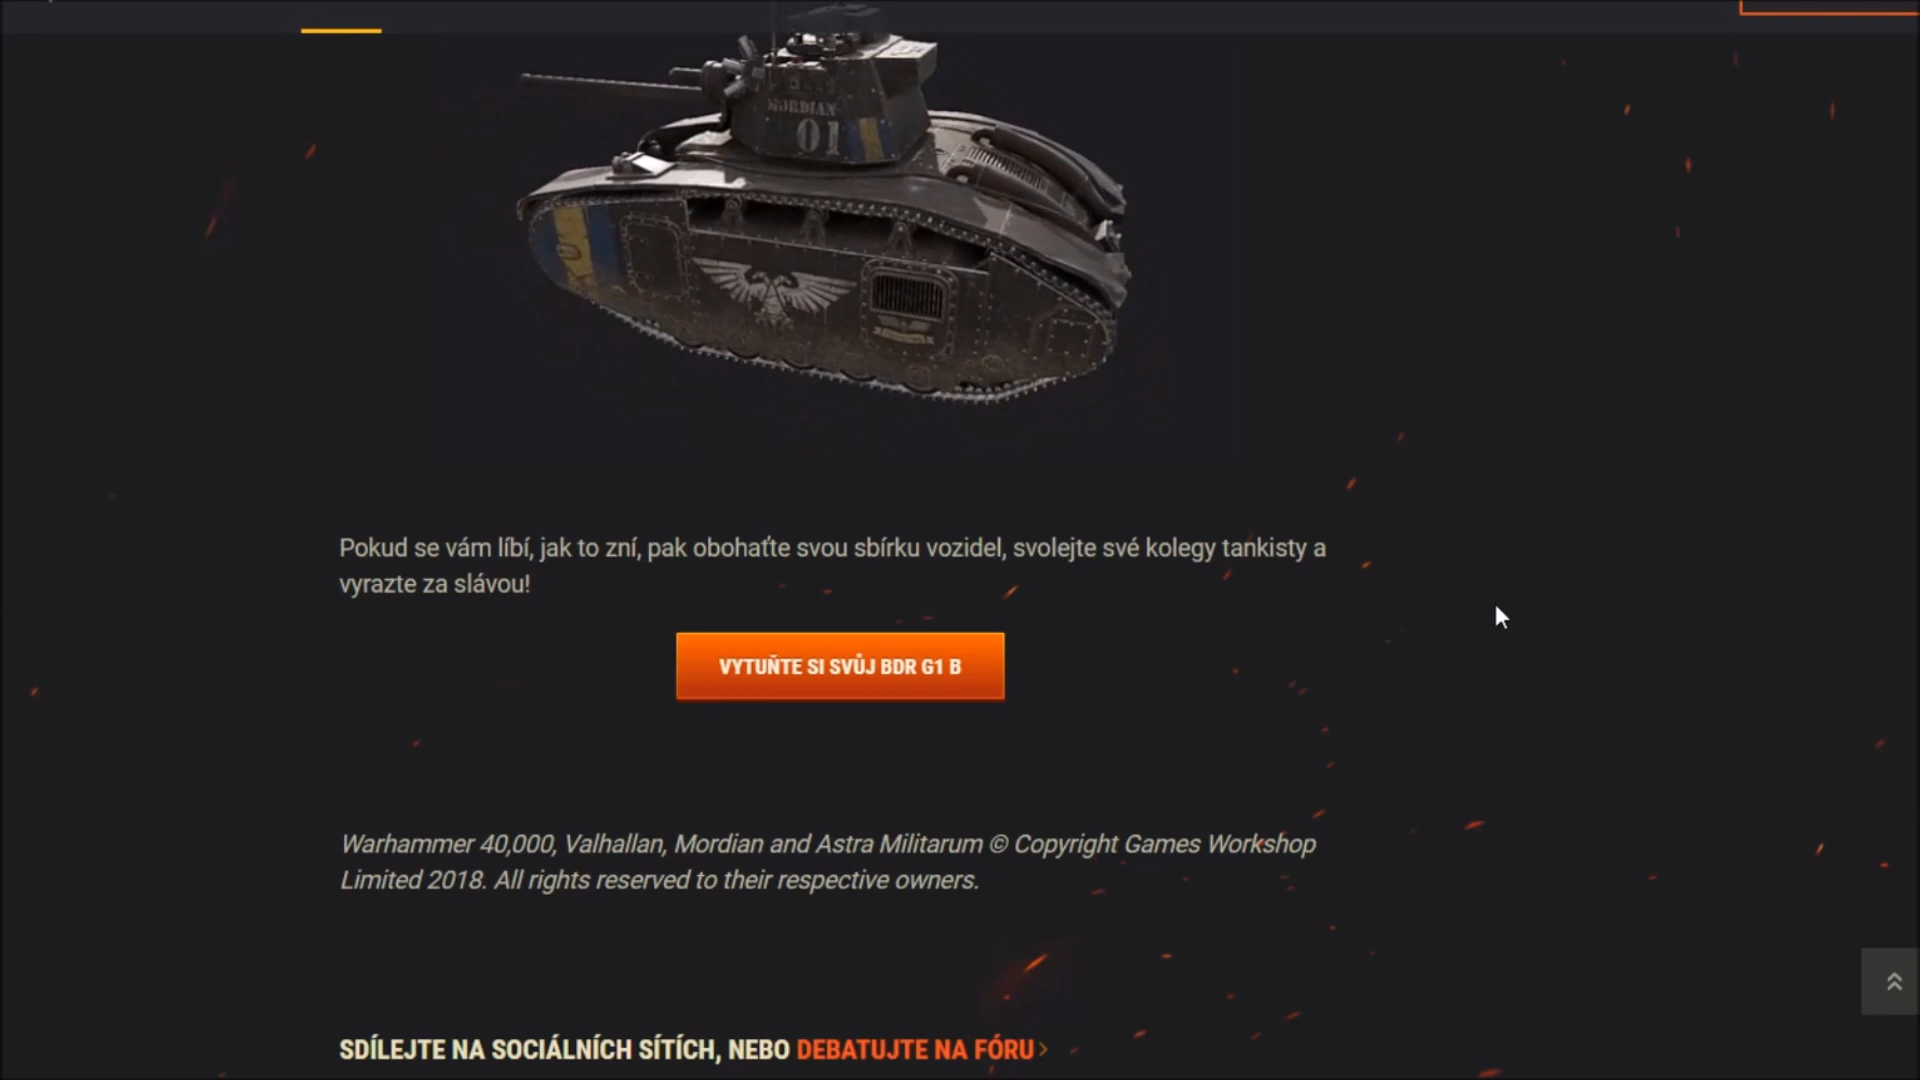 MORDIAN
01
Pokud se vám líbí, jak to zní, pak obohaťte svou sbírku vozidel, svolejte své kolegy tankisty a
vyrazte za slávou!
VYTUŇTE SI SVŮJ BDR G1 B
Warhammer 40,000, Valhallan, Mordian and Astra Militarum © Copyright Games Workshop
Limited 2018. All rights reserved to their respective owners.
SDÍLEJTE NA SOCIÁLNÍCH SÍTÍCH, NEBO DEBATUJTE NA FÓRU